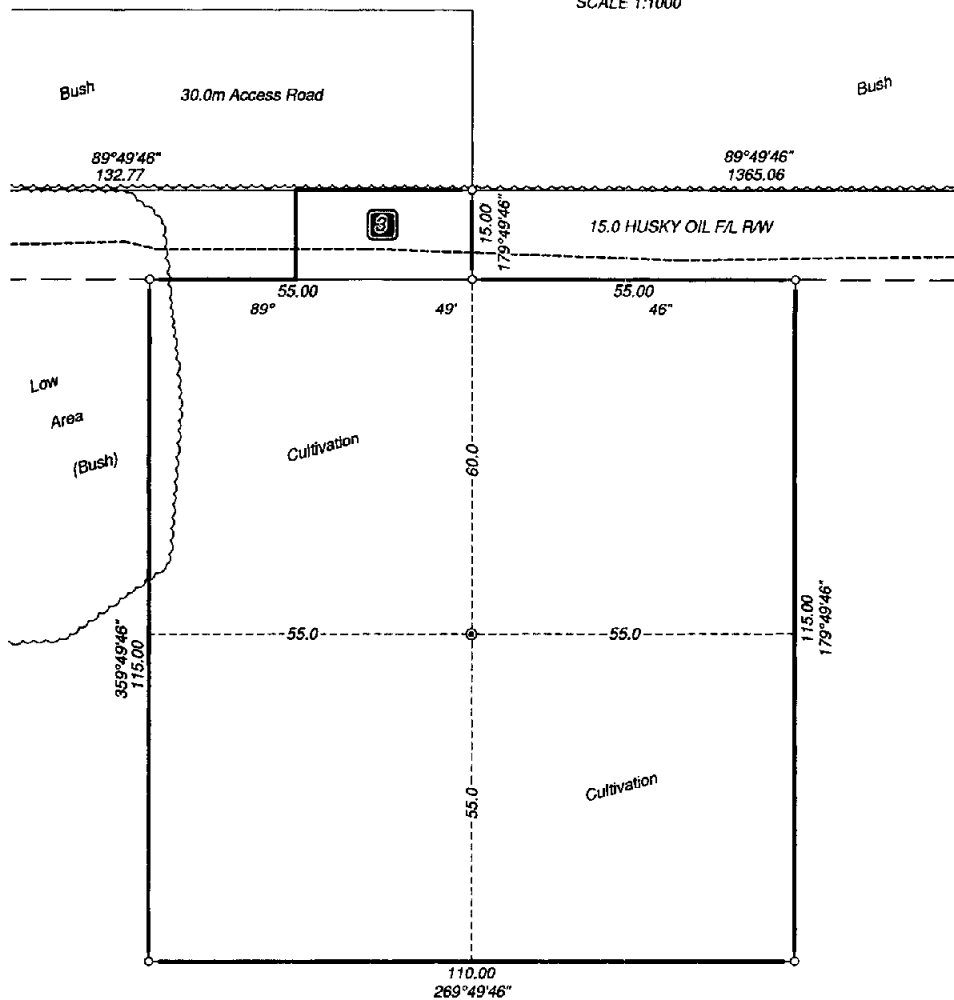 SCALE 1:1000
Bush
30.0m Access Road
Bush
89°49'46"
132.77
89°49'46"
1365.06
3
15.00
179°49'46"
15.0 HUSKY OIL F/L R/W
55.00
55.00
89° 49' 46"
Low
Area
(Bush)
Cultivation
60.0
55.0
55.0
359°49'46"
115.00
115.00
179°49'46"
55.0
Cultivation
110.00
269°49'46"